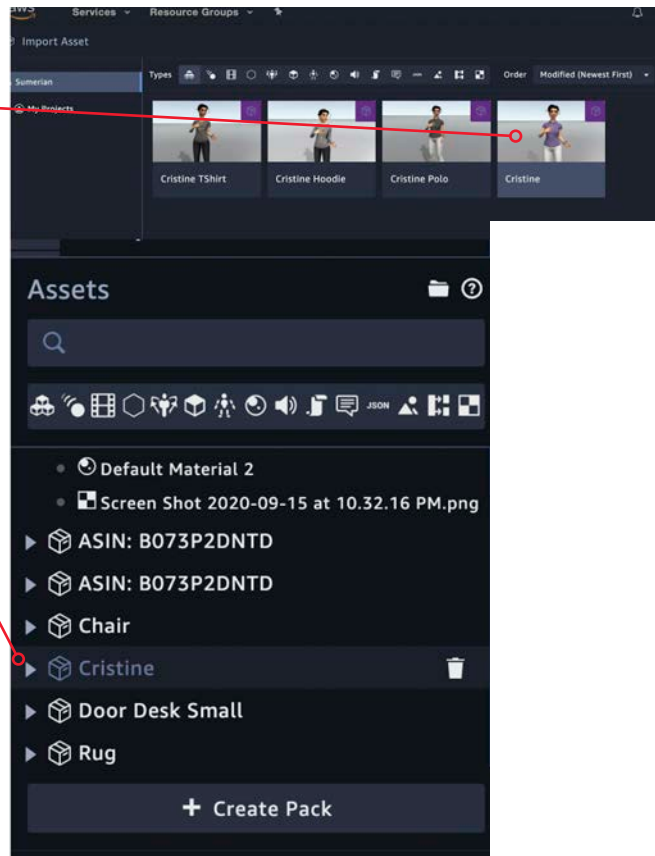 aws Services Resource Groups
Import Asset
Sumerian
My Projects
Types Order Modified (Newest First)
Cristine TShirt Cristine Hoodie Cristine Polo Cristine
Assets
JSON
Default Material 2
Screen Shot 2020-09-15 at 10.32.16 PM.png
ASIN: B073P2DNTD
ASIN: B073P2DNTD
Chair
Cristine
Door Desk Small
Rug
+ Create Pack